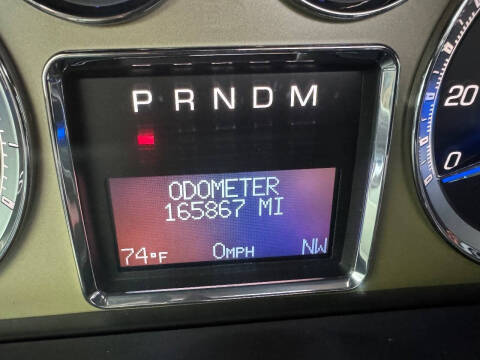 P R N D M
ODOMETER
165867 MI
74°F 0MPH NW
20
0